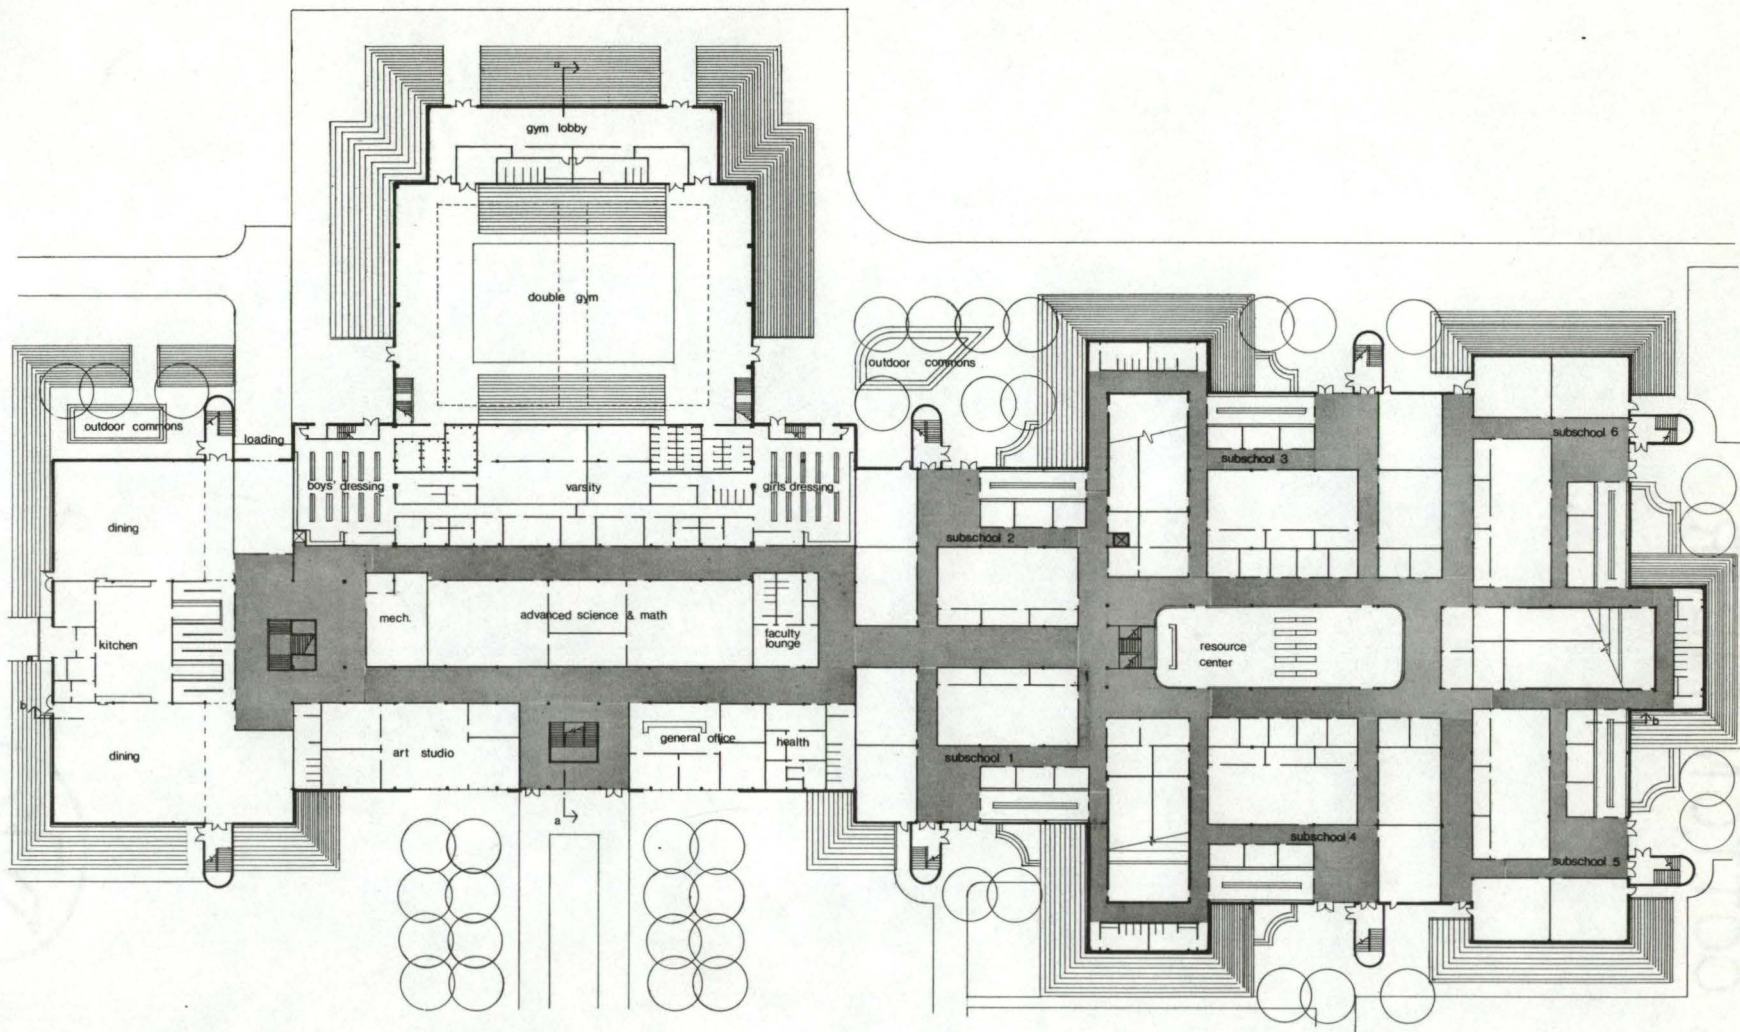 a
gym lobby
double gym
outdoor commons
outdoor commons
loading
subschool 6
subschool 3
boys' dressing
varsity
girls dressing
dining
subschool 2
mech.
advanced science & math
faculty
lounge
kitchen
resource
center
b
b
general office
health
art studio
dining
subschool 1
a
subschool 4
subschool 5